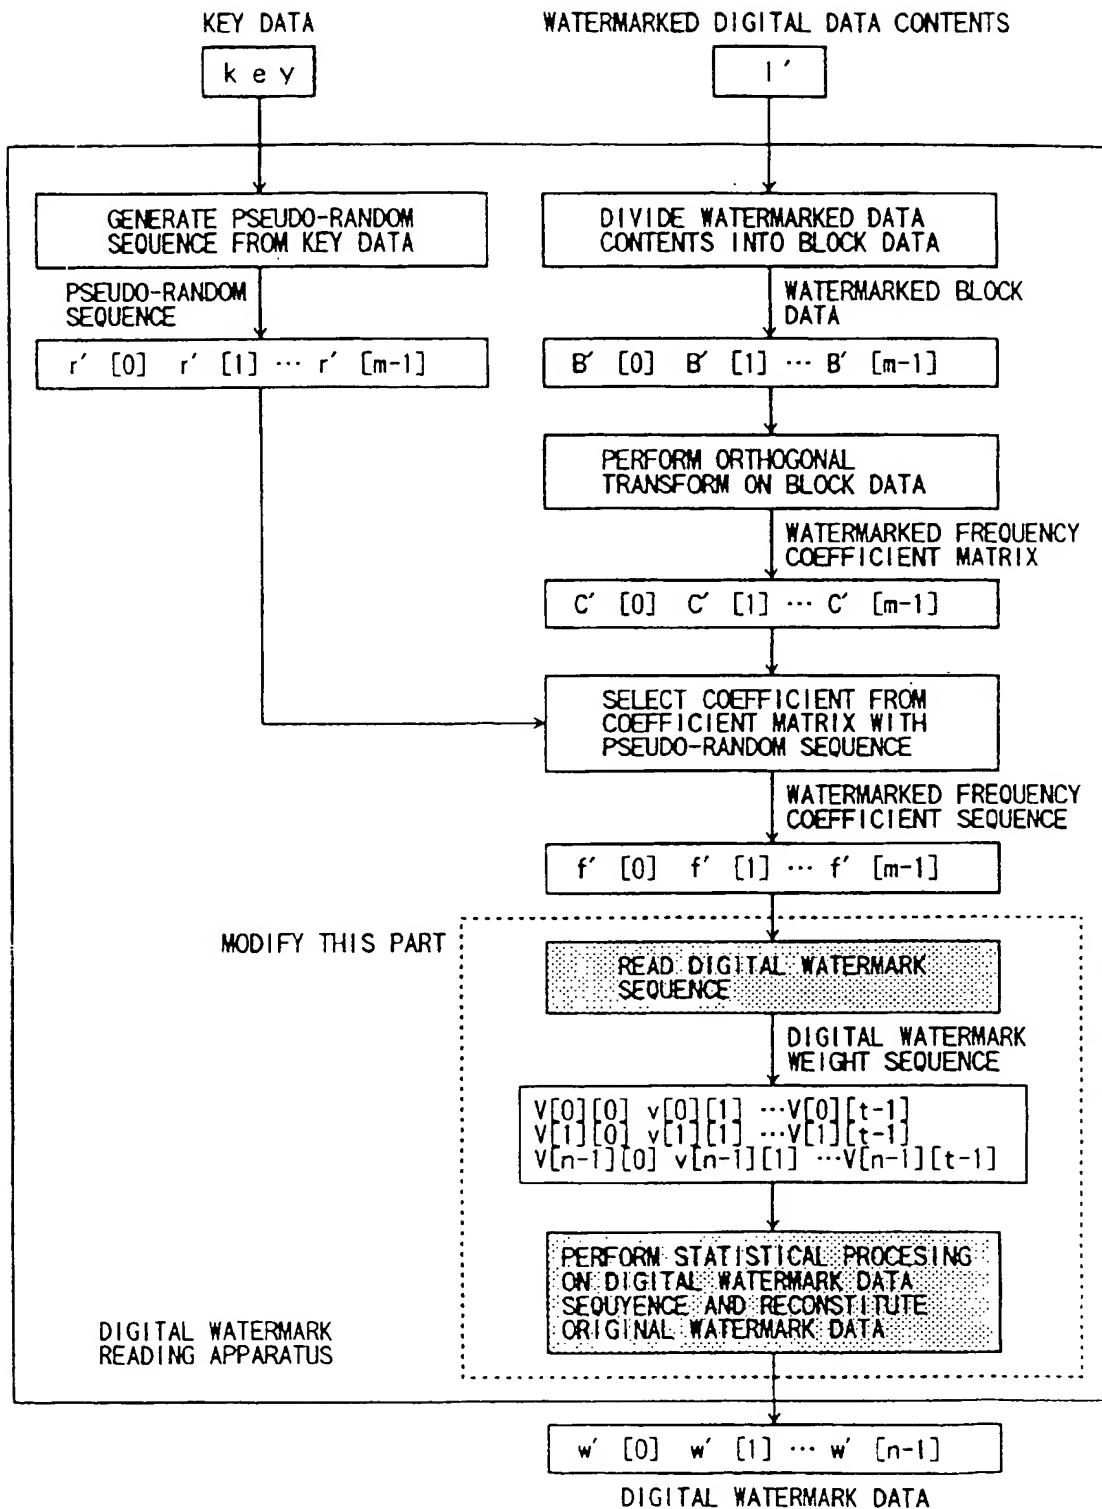 KEY DATA
WATERMARKED DIGITAL DATA CONTENTS
key
I′
GENERATE PSEUDO-RANDOM
SEQUENCE FROM KEY DATA
DIVIDE WATERMARKED DATA
CONTENTS INTO BLOCK DATA
PSEUDO-RANDOM
SEQUENCE
WATERMARKED BLOCK
DATA
r′ [0] r′ [1] ··· r′ [m-1]
B′ [0] B′ [1] ··· B′ [m-1]
PERFORM ORTHOGONAL
TRANSFORM ON BLOCK DATA
WATERMARKED FREQUENCY
COEFFICIENT MATRIX
C′ [0] C′ [1] ··· C′ [m-1]
SELECT COEFFICIENT FROM
COEFFICIENT MATRIX WITH
PSEUDO-RANDOM SEQUENCE
WATERMARKED FREQUENCY
COEFFICIENT SEQUENCE
f′ [0] f′ [1] ··· f′ [m-1]
MODIFY THIS PART
READ DIGITAL WATERMARK
SEQUENCE
DIGITAL WATERMARK
WEIGHT SEQUENCE
V[0][0] v[0][1] ···V[0][t-1]
V[1][0] v[1][1] ···V[1][t-1]
V[n-1][0] v[n-1][1] ···V[n-1][t-1]
PERFORM STATISTICAL PROCESING
ON DIGITAL WATERMARK DATA
SEQUYENCE AND RECONSTITUTE
ORIGINAL WATERMARK DATA
DIGITAL WATERMARK
READING APPARATUS
w′ [0] w′ [1] ··· w′ [n-1]
DIGITAL WATERMARK DATA